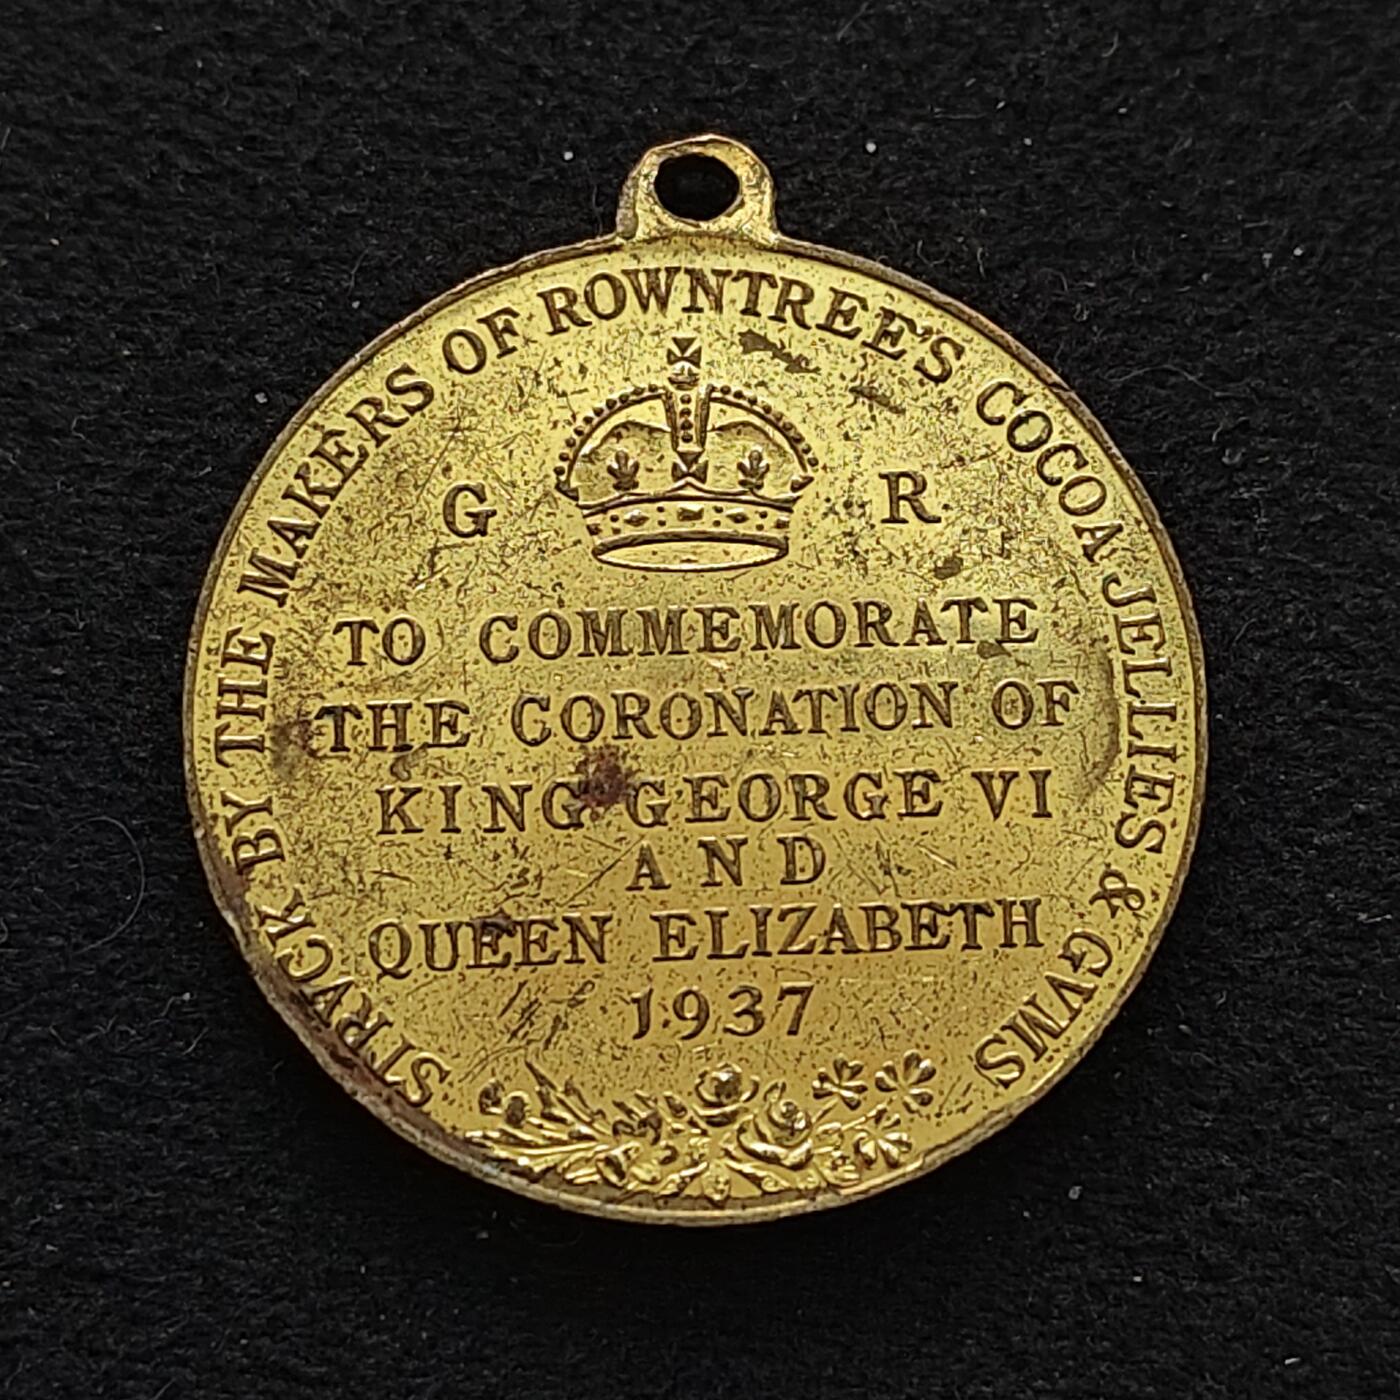 STRVCK BY THE MAKERS OF ROWNTREE'S COCOA JELLIES & GVMS
G R
TO COMMEMORATE
THE CORONATION OF
KING GEORGE VI
AND
QUEEN ELIZABETH
1937